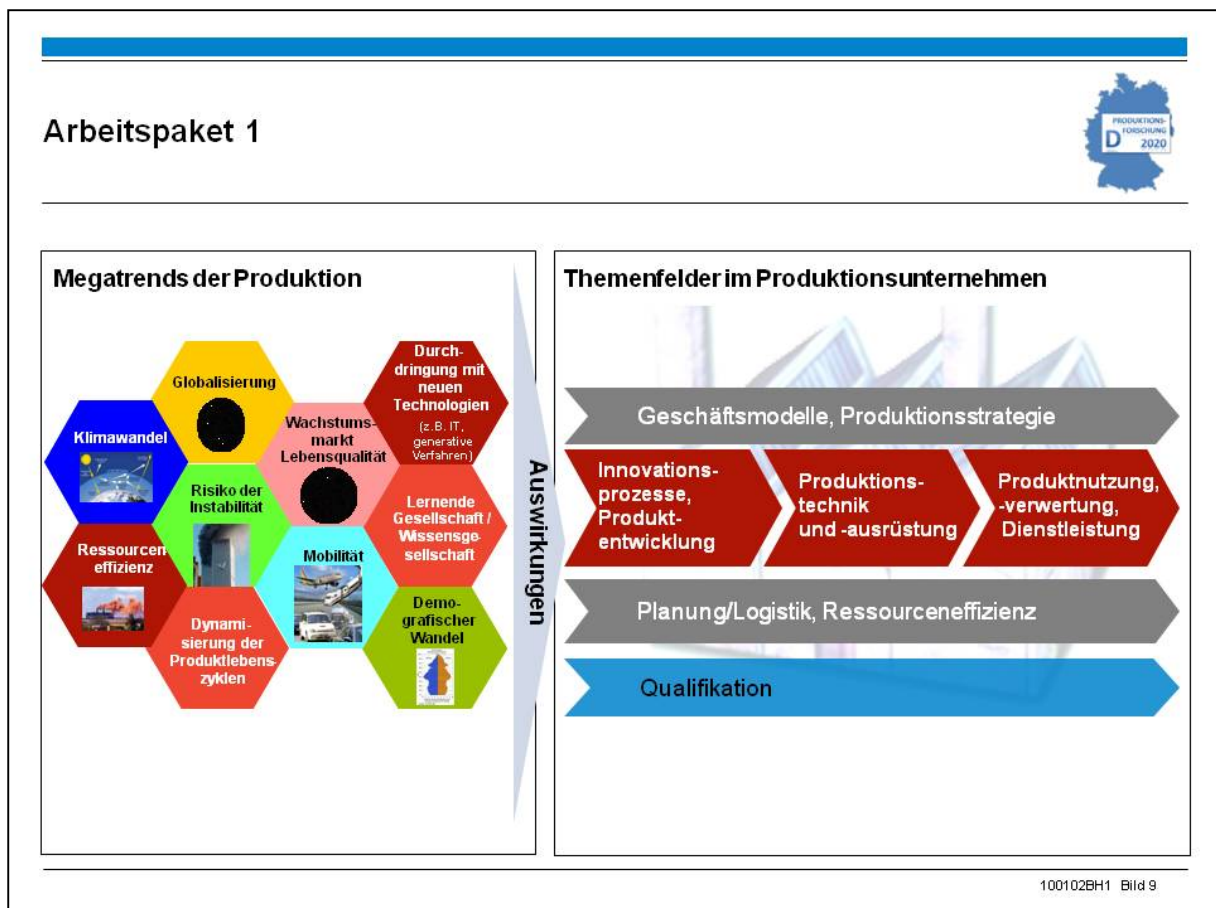 Arbeitspaket 1
PRODUKTIONS-
FORSCHUNG
D 2020
Megatrends der Produktion
Globalisierung
Durch-
dringung mit
neuen
Technologien
(z.B. IT,
generative
Verfahren)
Klimawandel
Wachstums-
markt
Lebensqualität
Risiko der
Instabilität
Lernende
Gesellschaft /
Wissensge-
sellschaft
Ressourcen
effizienz
Mobilität
Dynami-
sierung der
Produktlebens-
zyklen
Demo-
grafischer
Wandel
Auswirkungen
Themenfelder im Produktionsunternehmen
Geschäftsmodelle, Produktionsstrategie
Innovations-
prozesse,
Produkt-
entwicklung
Produktions-
technik
und -ausrüstung
Produktnutzung,
-verwertung,
Dienstleistung
Planung/Logistik, Ressourceneffizienz
Qualifikation
100102BH1 Bild 9